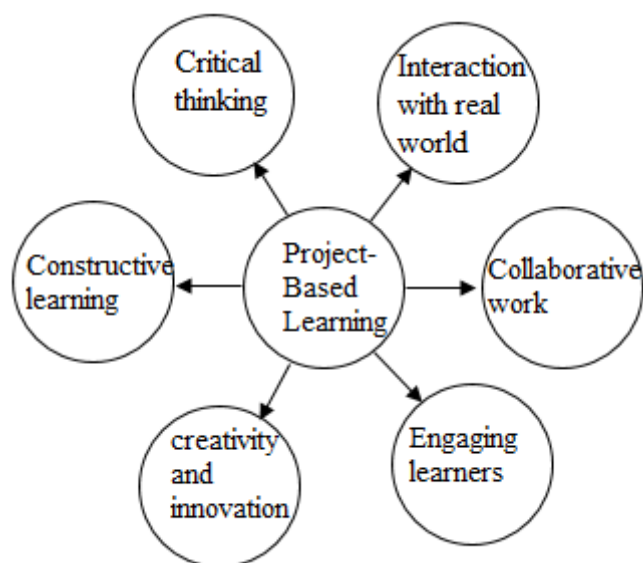 Critical
thinking
Interaction
with real
world
Constructive
learning
Project-
Based
Learning
Collaborative
work
creativity
and
innovation
Engaging
learners